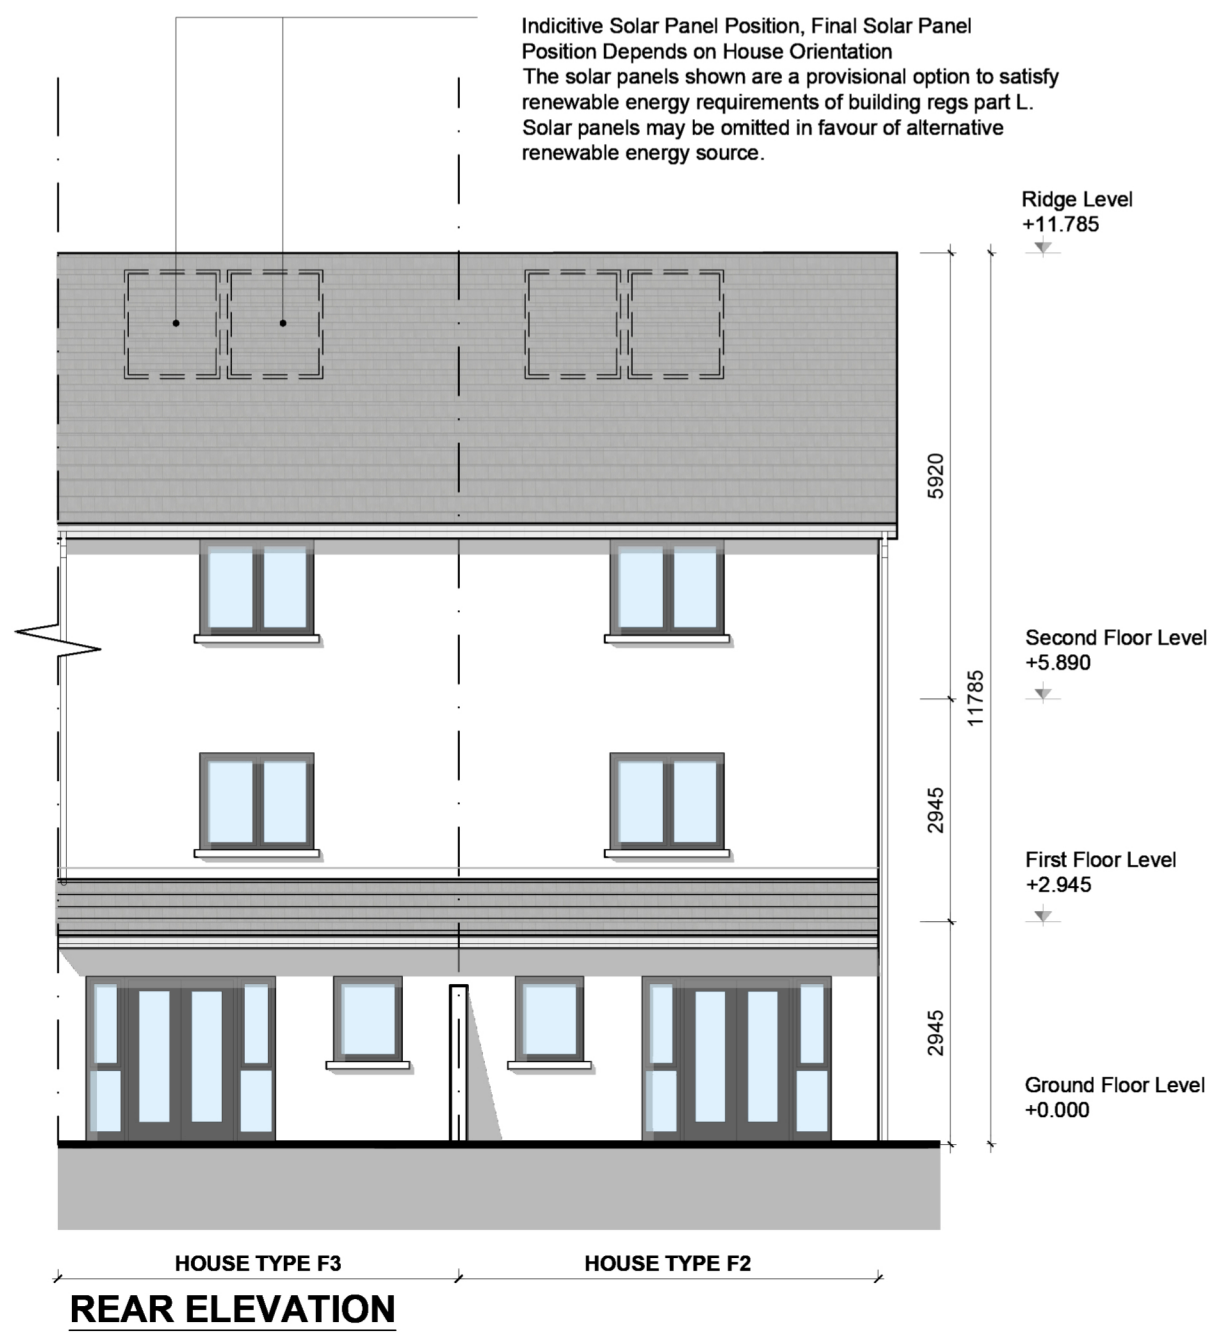 Indicitive Solar Panel Position, Final Solar Panel
Position Depends on House Orientation
The solar panels shown are a provisional option to satisfy
renewable energy requirements of building regs part L.
Solar panels may be omitted in favour of alternative
renewable energy source.
Ridge Level
+11.785
5920
Second Floor Level
+5.890
11785
2945
First Floor Level
+2.945
2945
Ground Floor Level
+0.000
HOUSE TYPE F3
HOUSE TYPE F2
REAR ELEVATION